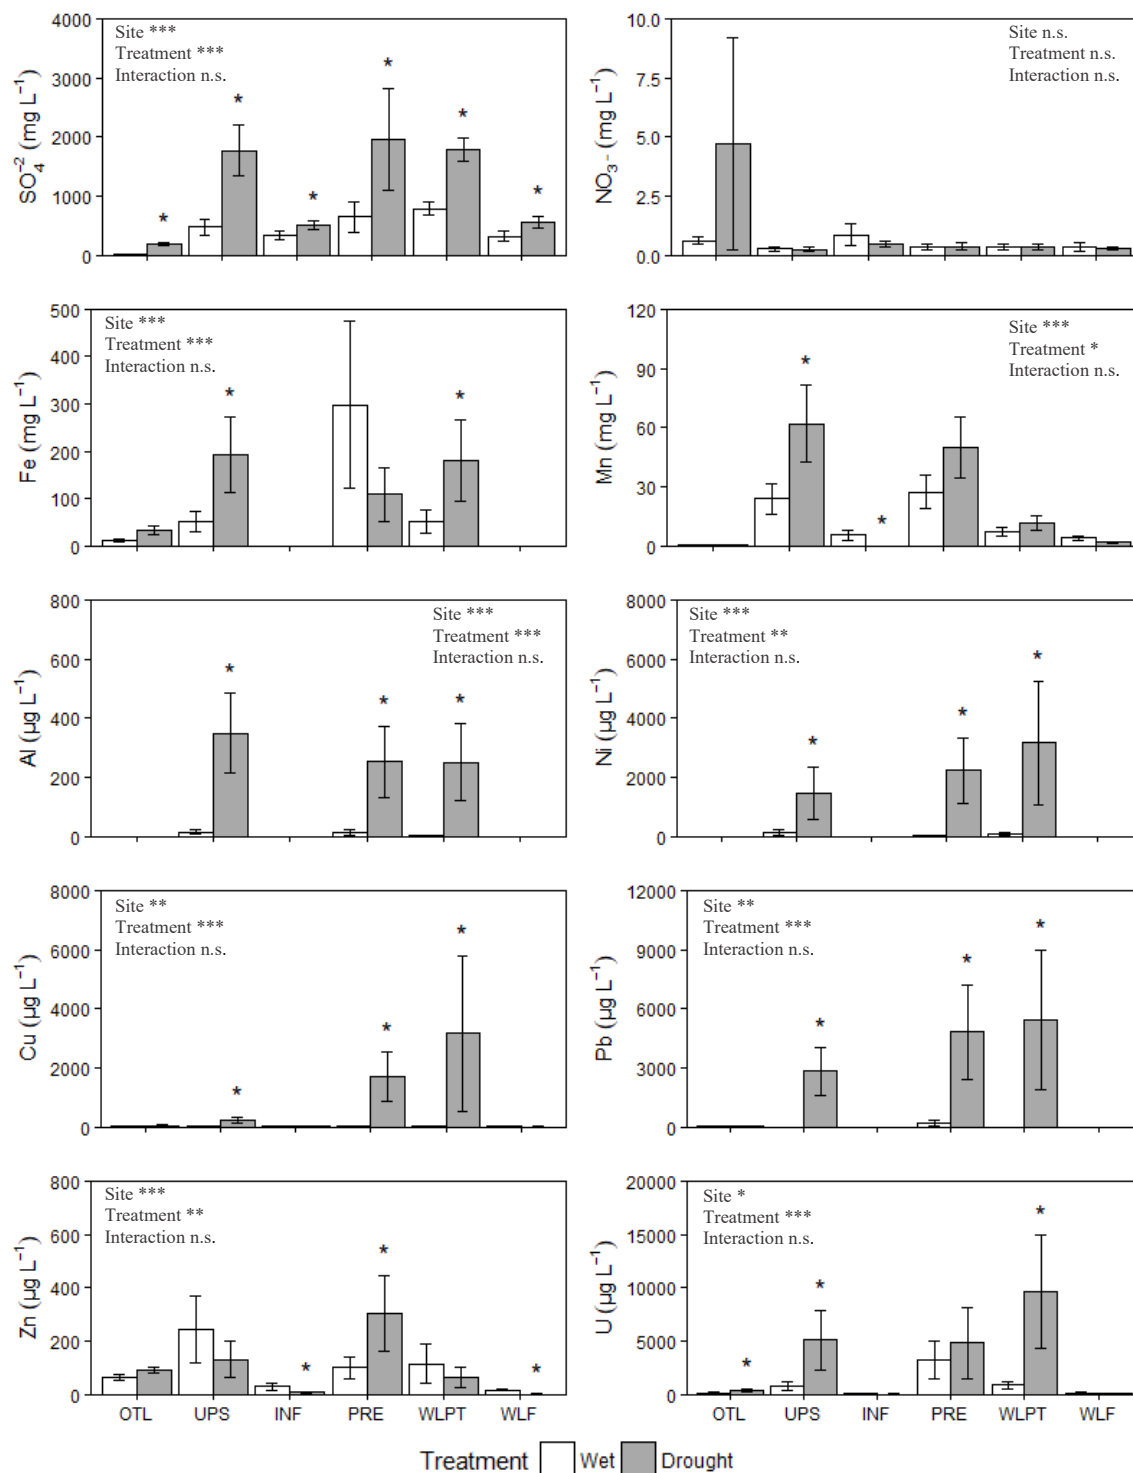 4000
3000
2000
1000
0
SO₄⁻² (mg L⁻¹)
Site ***
Treatment ***
Interaction n.s.
* * * * * *
10.0
7.5
5.0
2.5
0.0
NO₃⁻ (mg L⁻¹)
Site n.s.
Treatment n.s.
Interaction n.s.
500
400
300
200
100
0
Fe (mg L⁻¹)
Site ***
Treatment ***
Interaction n.s.
* *
120
90
60
30
0
Mn (mg L⁻¹)
Site ***
Treatment *
Interaction n.s.
* *
800
600
400
200
0
Al (µg L⁻¹)
Site ***
Treatment ***
Interaction n.s.
* * *
8000
6000
4000
2000
0
Ni (µg L⁻¹)
Site ***
Treatment **
Interaction n.s.
* * *
8000
6000
4000
2000
0
Cu (µg L⁻¹)
Site **
Treatment ***
Interaction n.s.
* * *
12000
9000
6000
3000
0
Pb (µg L⁻¹)
Site **
Treatment ***
Interaction n.s.
* * *
800
600
400
200
0
Zn (µg L⁻¹)
Site ***
Treatment **
Interaction n.s.
* * *
OTL UPS INF PRE WLPT WLF
20000
15000
10000
5000
0
U (µg L⁻¹)
Site *
Treatment ***
Interaction n.s.
* * *
OTL UPS INF PRE WLPT WLF
Treatment Wet Drought